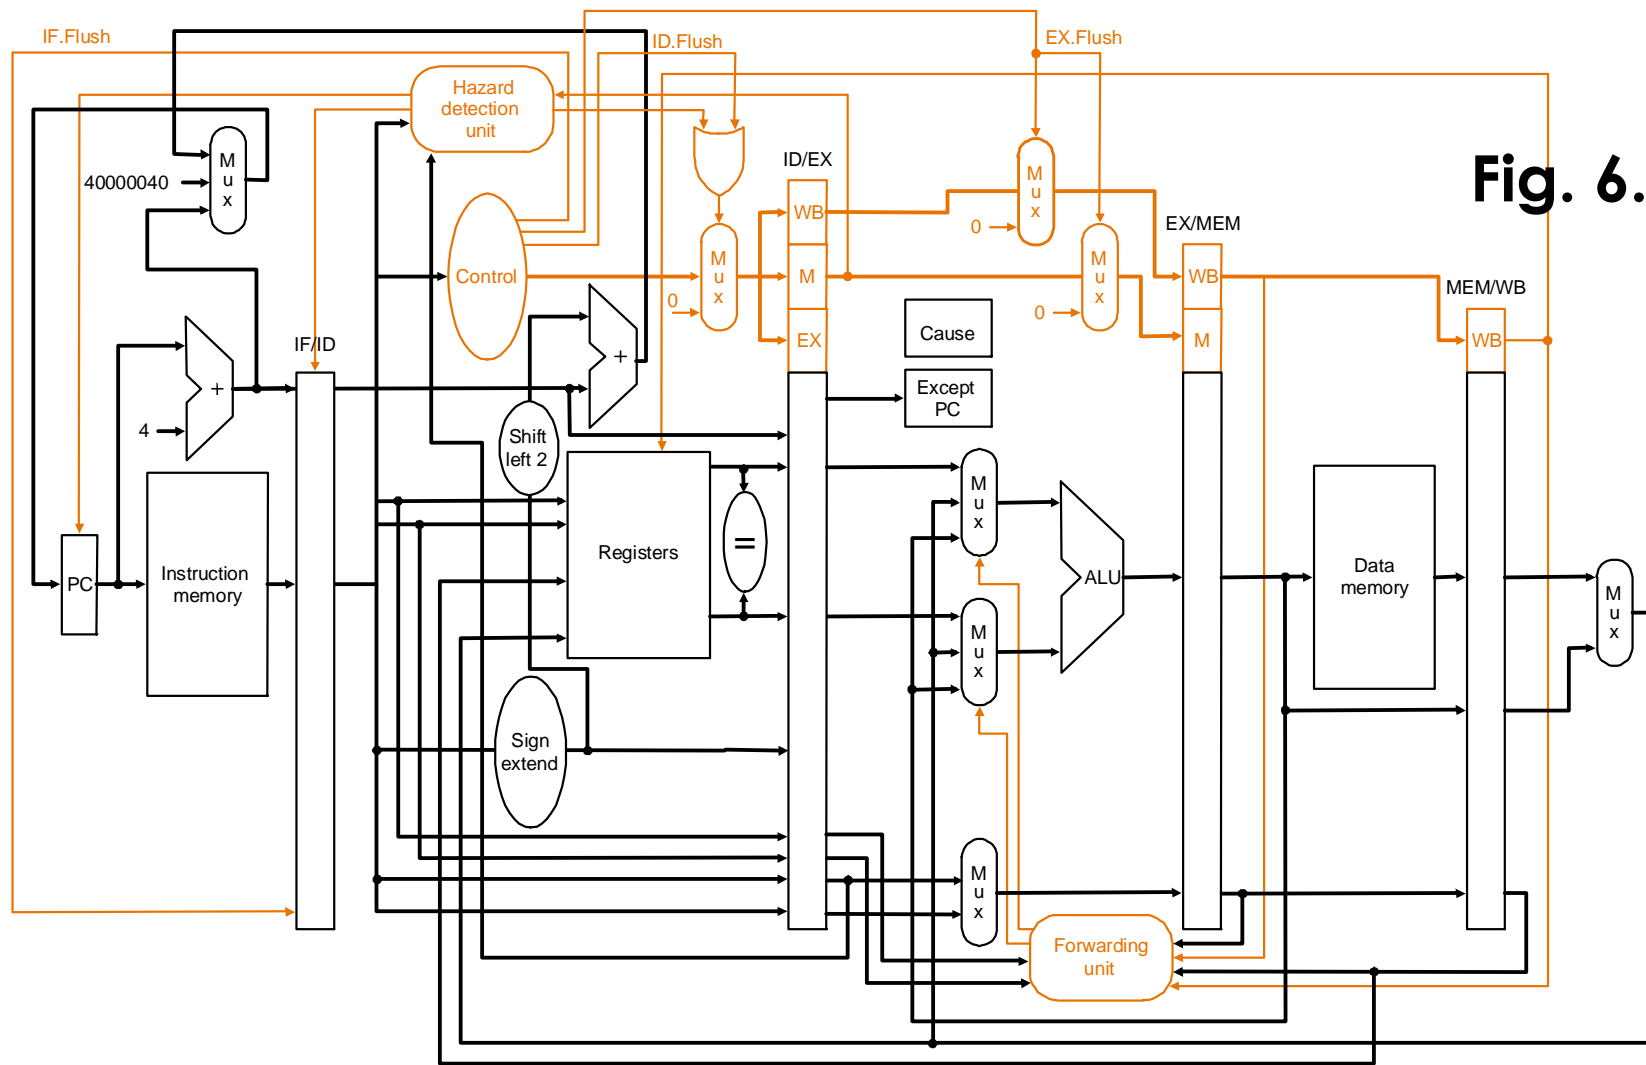 IF.Flush
ID.Flush
EX.Flush
Hazard
detection
unit
M
u
x
40000040
ID/EX
WB
M
EX
Control
M
u
x
0
M
u
x
0
M
u
x
0
Fig. 6.
EX/MEM
WB
M
MEM/WB
WB
Cause
Except
PC
IF/ID
+
4
+
Shift
left 2
Registers
=
PC
Instruction
memory
Sign
extend
M
u
x
M
u
x
ALU
Data
memory
M
u
x
M
u
x
Forwarding
unit